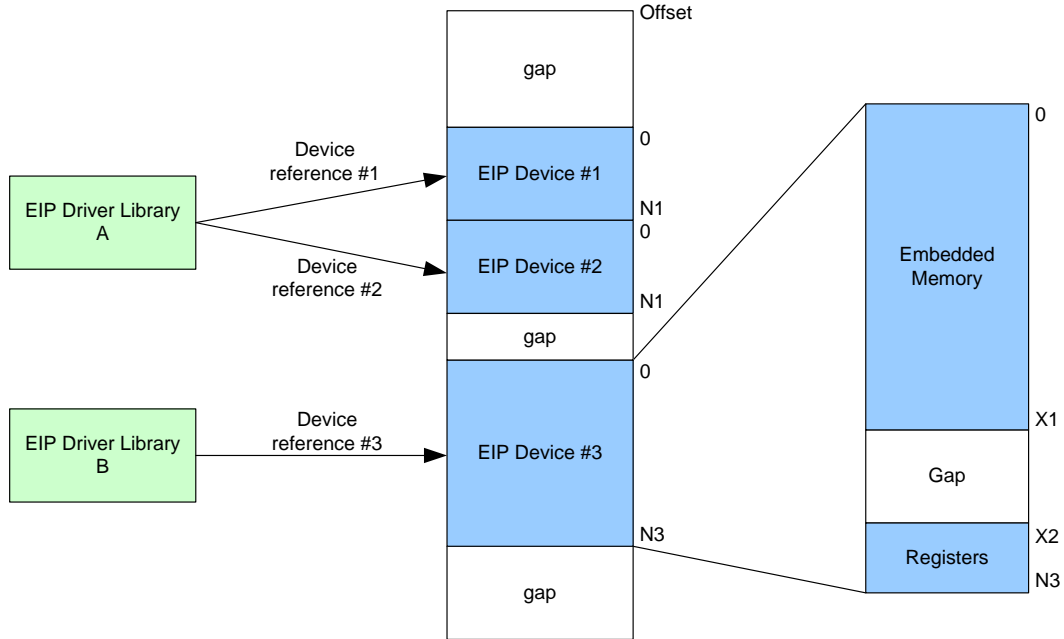 Offset
gap
0
EIP Device #1
N1
0
EIP Device #2
N1
gap
0
EIP Device #3
N3
gap
Device
reference #1
EIP Driver Library
A
Device
reference #2
Device
reference #3
EIP Driver Library
B
0
Embedded
Memory
X1
Gap
X2
Registers
N3